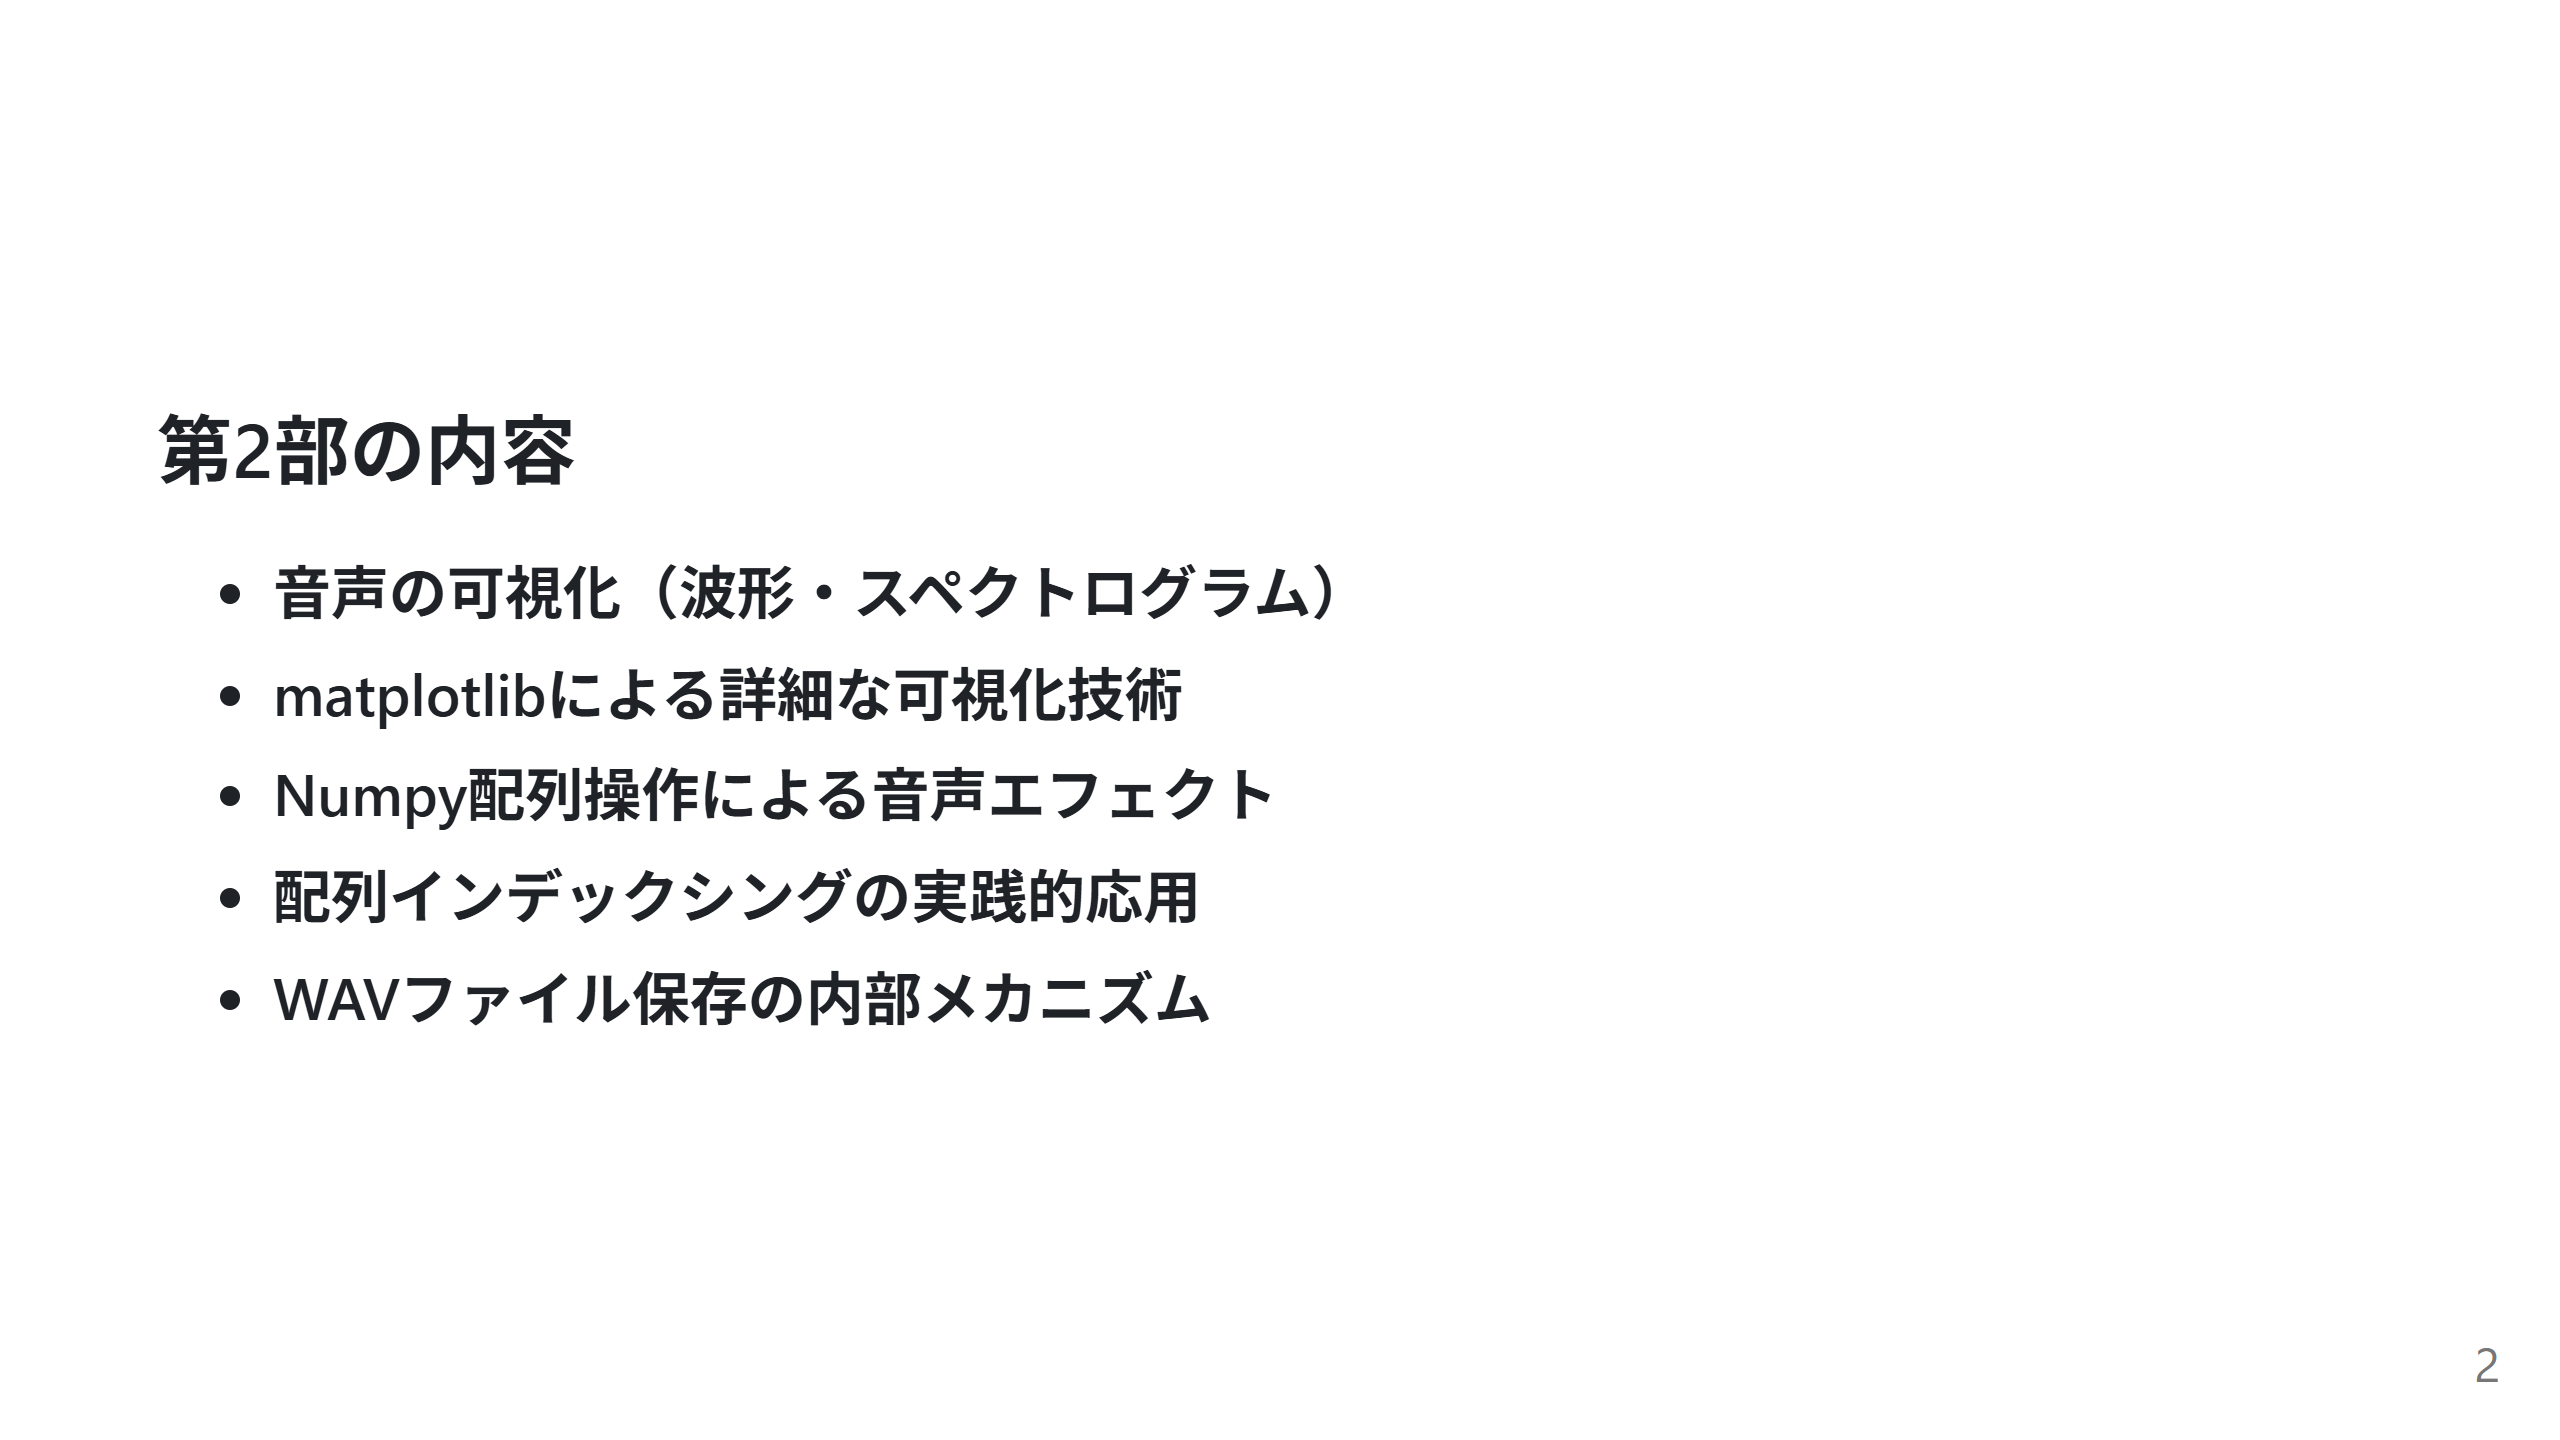 第2部の内容
• 音声の可視化（波形・スペクトログラム）
• matplotlibによる詳細な可視化技術
• Numpy配列操作による音声エフェクト
• 配列インデックシングの実践的応用
• WAVファイル保存の内部メカニズム
2